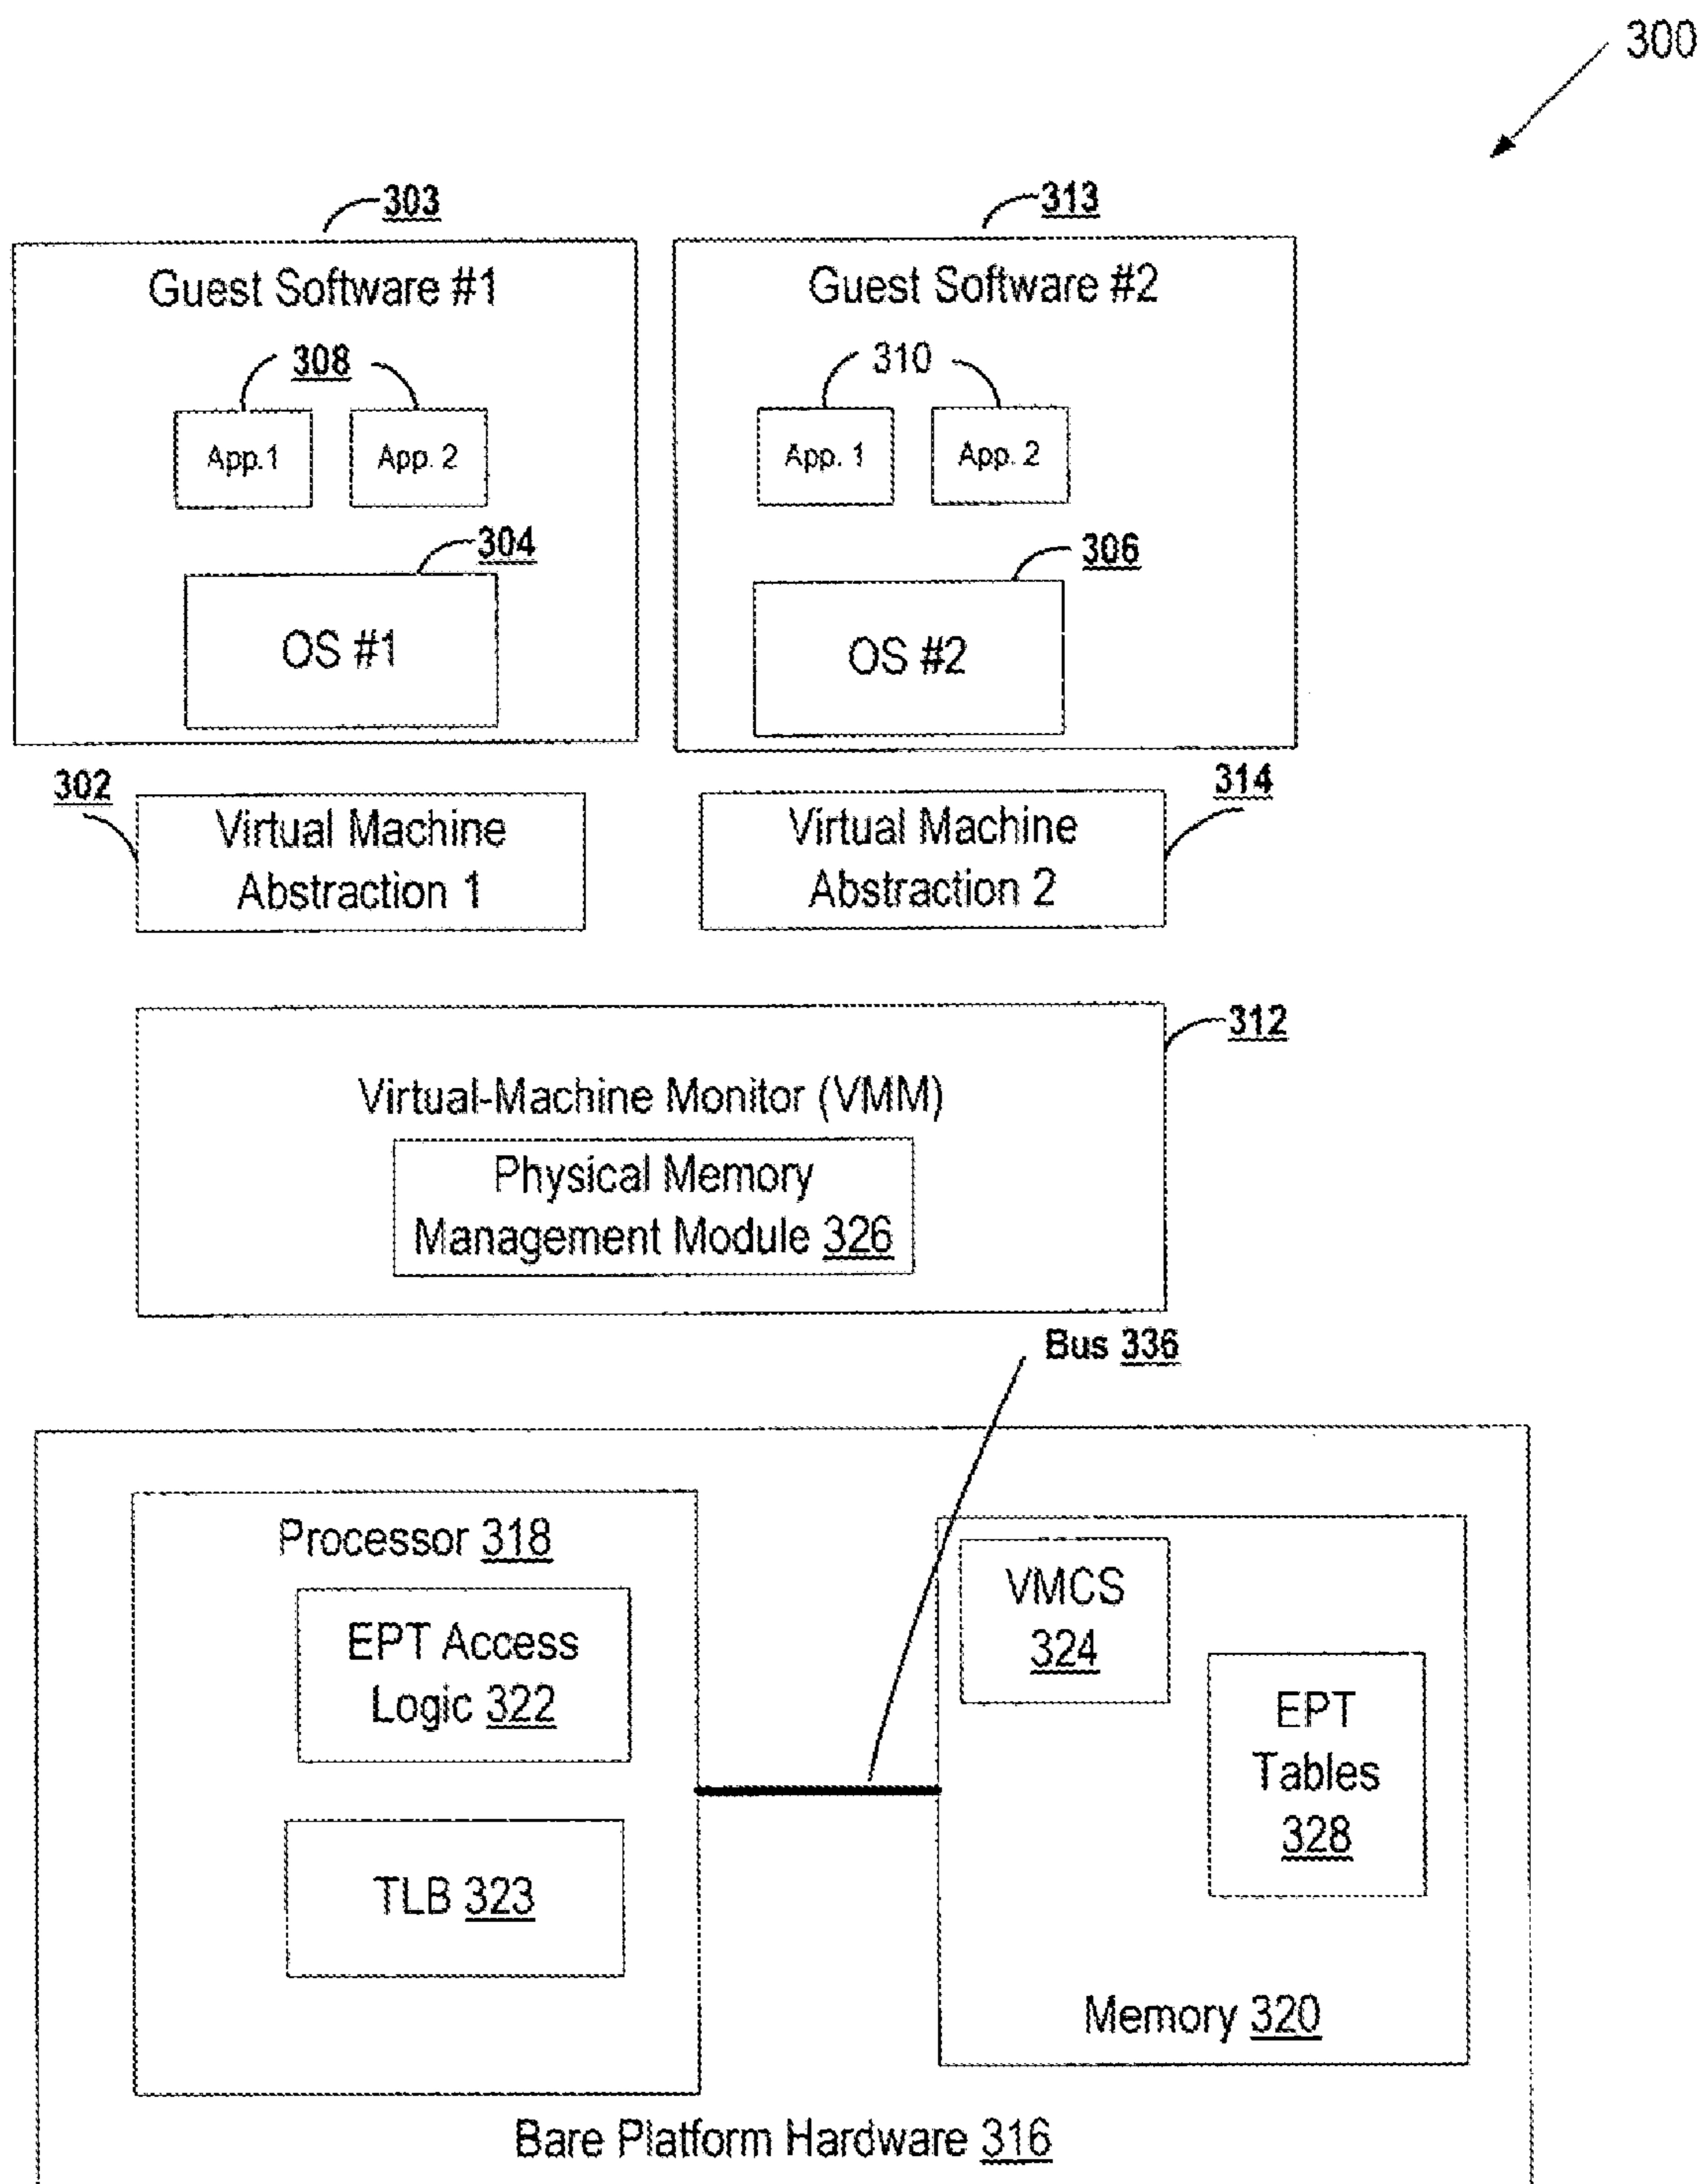 300
303
313
Guest Software #1
Guest Software #2
308
310
App.1
App. 2
App. 1
App. 2
304
306
OS #1
OS #2
302
314
Virtual Machine
Abstraction 1
Virtual Machine
Abstraction 2
312
Virtual-Machine Monitor (VMM)
Physical Memory
Management Module 326
Bus 336
Processor 318
EPT Access
Logic 322
TLB 323
VMCS
324
EPT
Tables
328
Memory 320
Bare Platform Hardware 316